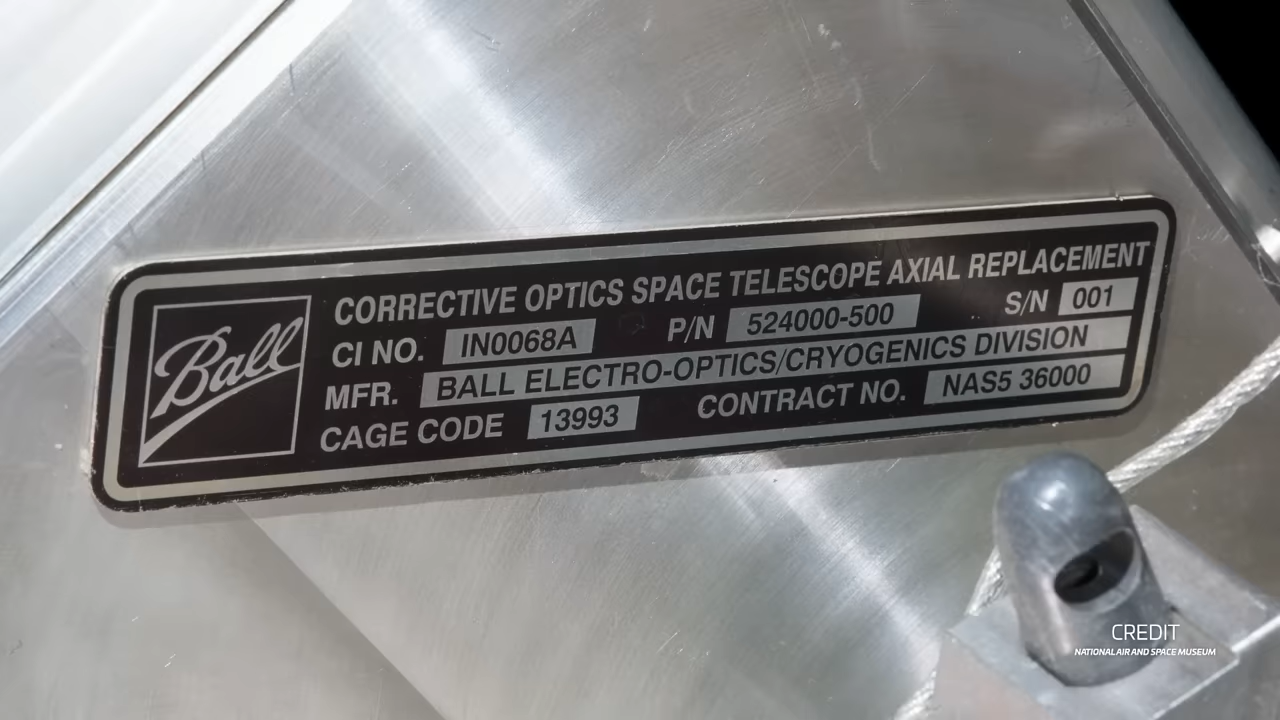 Ball
CORRECTIVE OPTICS SPACE TELESCOPE AXIAL REPLACEMENT
CI NO. IN0068A P/N 524000-500 S/N 001
MFR. BALL ELECTRO-OPTICS/CRYOGENICS DIVISION
CAGE CODE 13993 CONTRACT NO. NAS5 36000
CREDIT
NATIONAL AIR AND SPACE MUSEUM